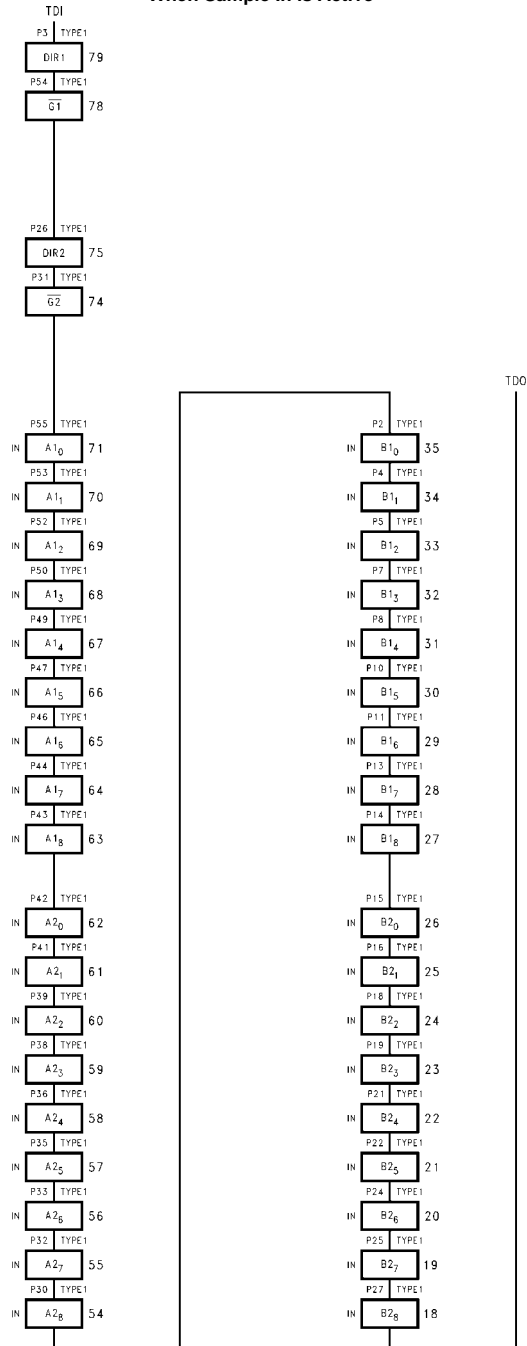 When Sample In is Active
TDI
P3 TYPE1
DIR1 79
P54 TYPE1
G1 78
P26 TYPE1
DIR2 75
P31 TYPE1
G2 74
P55 TYPE1
IN A10 71
P53 TYPE1
IN A11 70
P52 TYPE1
IN A12 69
P50 TYPE1
IN A13 68
P49 TYPE1
IN A14 67
P47 TYPE1
IN A15 66
P46 TYPE1
IN A16 65
P44 TYPE1
IN A17 64
P43 TYPE1
IN A18 63
P42 TYPE1
IN A20 62
P41 TYPE1
IN A21 61
P39 TYPE1
IN A22 60
P38 TYPE1
IN A23 59
P36 TYPE1
IN A24 58
P35 TYPE1
IN A25 57
P33 TYPE1
IN A26 56
P32 TYPE1
IN A27 55
P30 TYPE1
IN A28 54
P2 TYPE1
IN B10 35
P4 TYPE1
IN B11 34
P5 TYPE1
IN B12 33
P7 TYPE1
IN B13 32
P8 TYPE1
IN B14 31
P10 TYPE1
IN B15 30
P11 TYPE1
IN B16 29
P13 TYPE1
IN B17 28
P14 TYPE1
IN B18 27
P15 TYPE1
IN B20 26
P16 TYPE1
IN B21 25
P18 TYPE1
IN B22 24
P19 TYPE1
IN B23 23
P21 TYPE1
IN B24 22
P22 TYPE1
IN B25 21
P24 TYPE1
IN B26 20
P25 TYPE1
IN B27 19
P27 TYPE1
IN B28 18
TDO